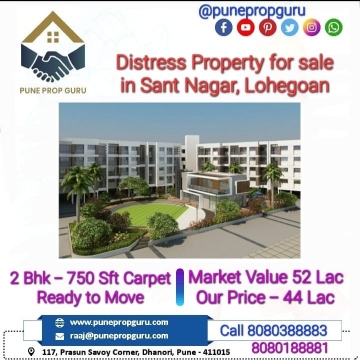 @punepropguru
PUNE PROP GURU
Distress Property for sale
in Sant Nagar, Lohegoan
2 Bhk – 750 Sft Carpet
Ready to Move
Market Value 52 Lac
Our Price – 44 Lac
www.punepropguru.com
raaj@punepropguru.com
Call 8080388883
8080188881
117, Prasun Savoy Corner, Dhanori, Pune - 411015